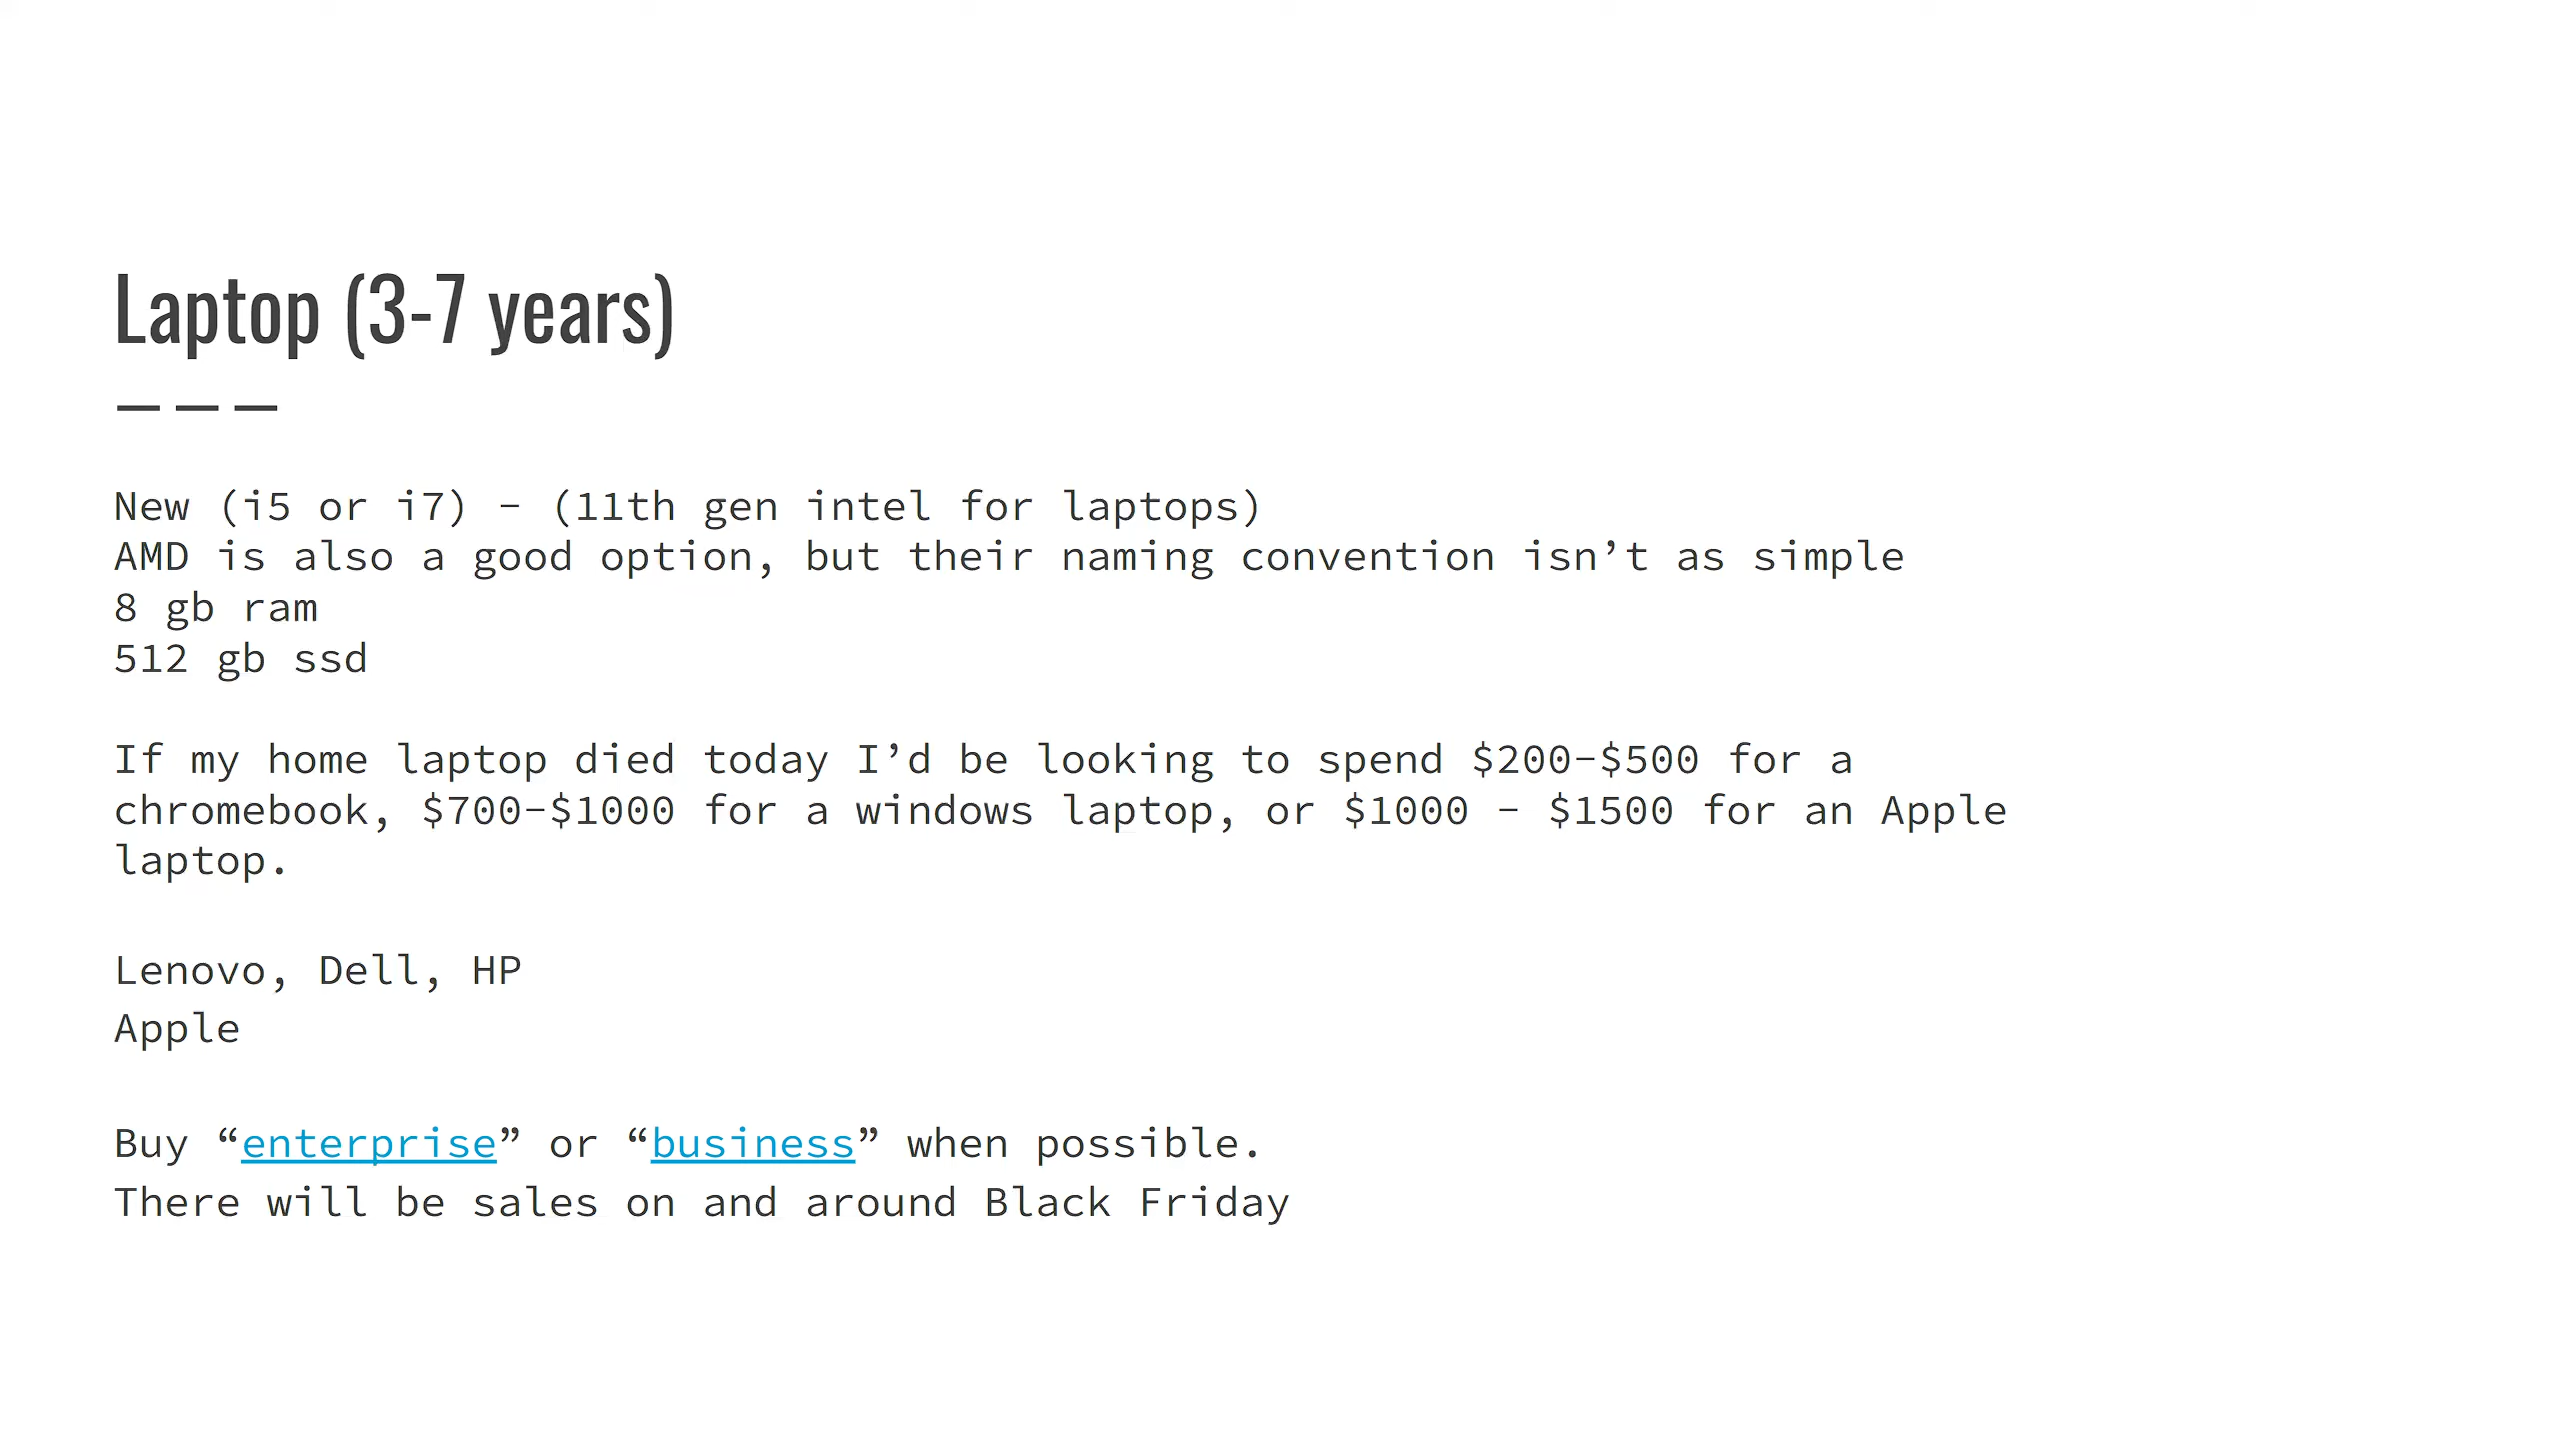 Laptop (3-7 years)
New (i5 or i7) - (11th gen intel for laptops)
AMD is also a good option, but their naming convention isn’t as simple
8 gb ram
512 gb ssd
If my home laptop died today I’d be looking to spend $200-$500 for a
chromebook, $700-$1000 for a windows laptop, or $1000 - $1500 for an Apple
laptop.
Lenovo, Dell, HP
Apple
Buy “enterprise” or “business” when possible.
There will be sales on and around Black Friday